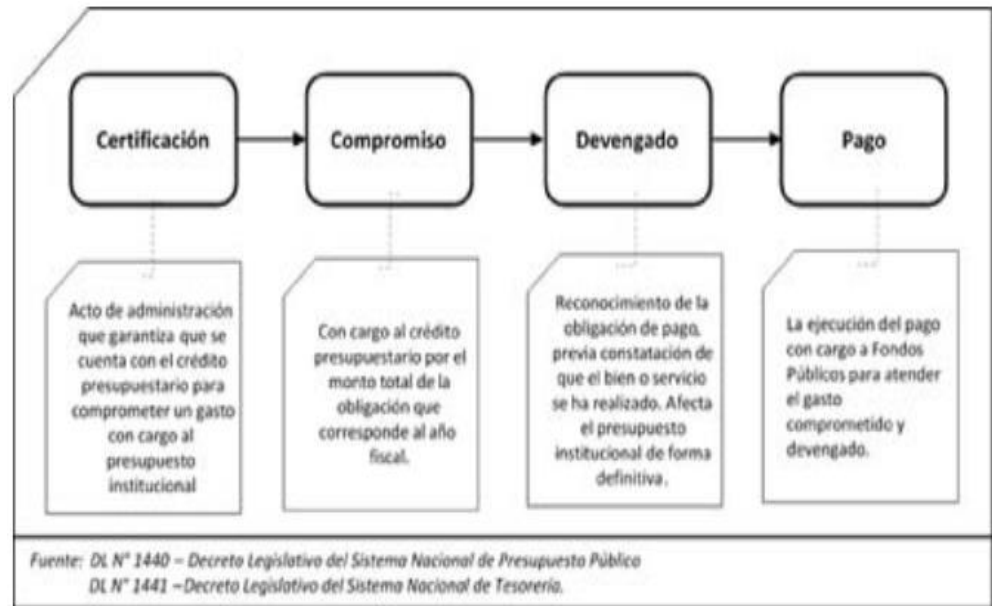 Certificación
Compromiso
Devengado
Pago
Acto de administración
que garantiza que se
cuenta con el crédito
presupuestario para
comprometer un gasto
con cargo al
presupuesto
institucional
Con cargo al crédito
presupuestario por el
monto total de la
obligación que
corresponde al año
fiscal.
Reconocimiento de la
obligación de pago,
previa constatación de
que el bien o servicio
se ha realizado. Afecta
el presupuesto
institucional de forma
definitiva.
La ejecución del pago
con cargo a Fondos
Públicos para atender
el gasto
comprometido y
devengado.
Fuente: DL N° 1440 – Decreto Legislativo del Sistema Nacional de Presupuesto Público
DL N° 1441 –Decreto Legislativo del Sistema Nacional de Tesorería.